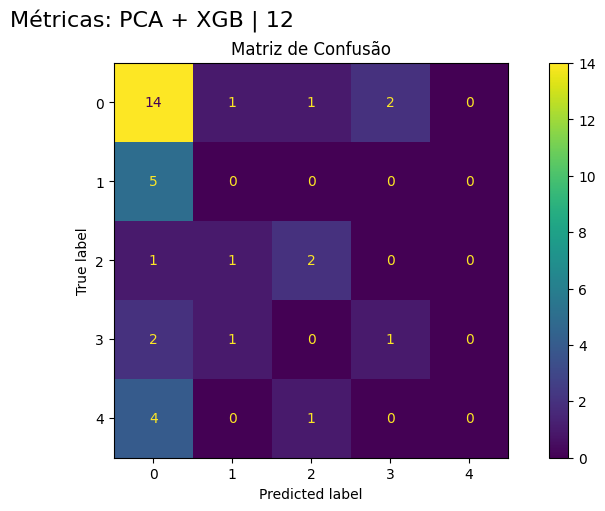 Métricas: PCA + XGB | 12
Matriz de Confusão
0 14 1 1 2 0
1 5 0 0 0 0
2 1 1 2 0 0
3 2 1 0 1 0
4 4 0 1 0 0
0 1 2 3 4
True label
Predicted label
14
12
10
8
6
4
2
0